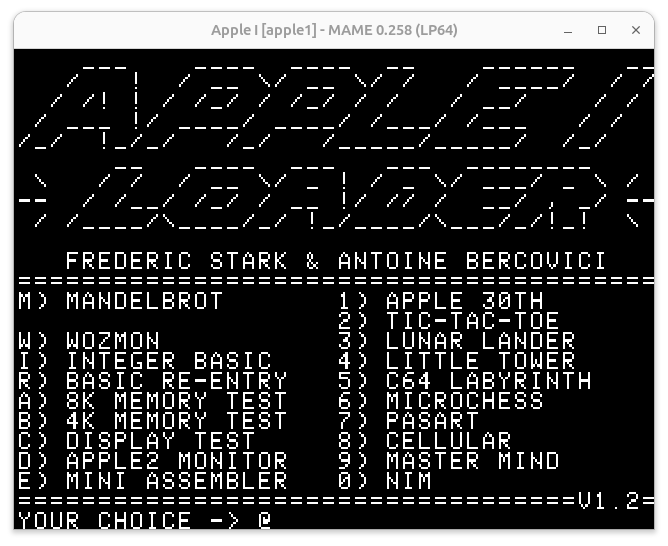 Apple I [apple1] - MAME 0.258 (LP64)
APPLE I
LOADER
FREDERIC STARK & ANTOINE BERCOVICI
========================================
M) MANDELBROT 1) APPLE 30TH
2) TIC-TAC-TOE
W) WOZMON 3) LUNAR LANDER
I) INTEGER BASIC 4) LITTLE TOWER
R) BASIC RE-ENTRY 5) C64 LABYRINTH
A) 8K MEMORY TEST 6) MICROCHESS
B) 4K MEMORY TEST 7) PASART
C) DISPLAY TEST 8) CELLULAR
D) APPLE2 MONITOR 9) MASTER MIND
E) MINI ASSEMBLER 0) NIM
===================================V1.2=
YOUR CHOICE -> @